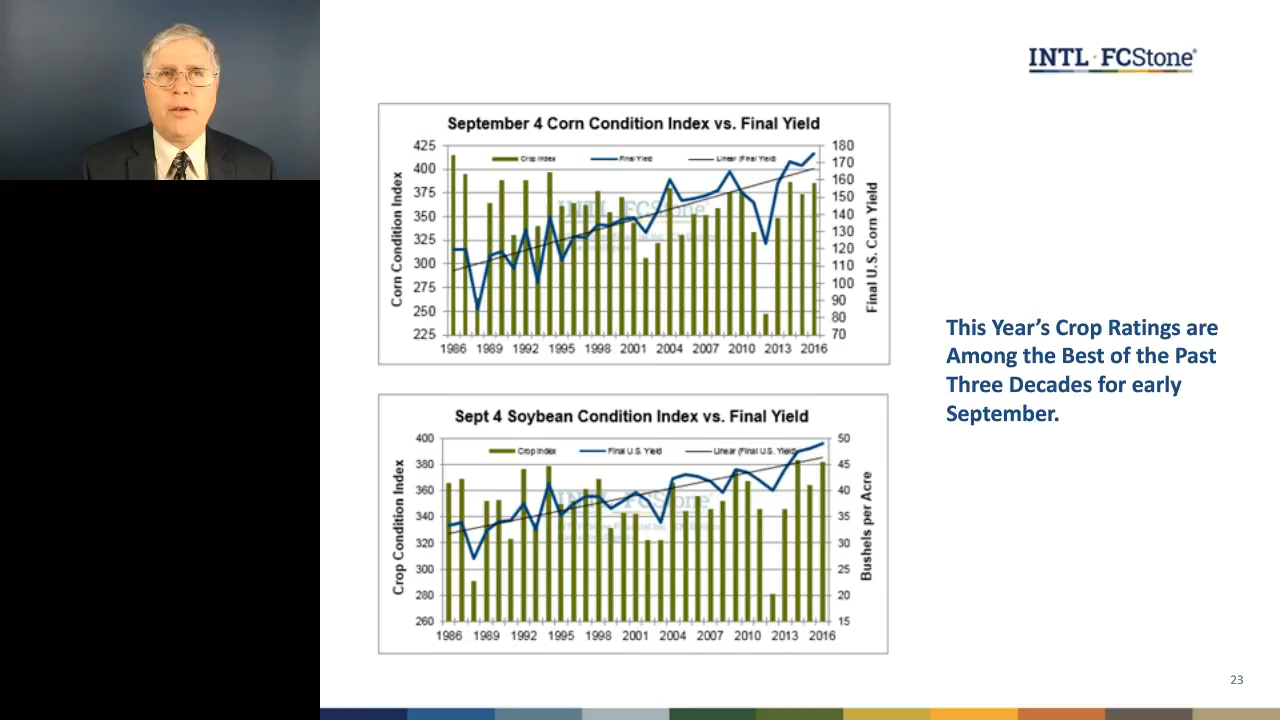 INTL FCStone®
September 4 Corn Condition Index vs. Final Yield
Crop Index
Final Yield
Linear (Final Yield)
Corn Condition Index
425
400
375
350
325
300
275
250
225
180
170
160
150
140
130
120
110
100
90
80
70
Final U.S. Corn Yield
INTL FCStone
1986 1989 1992 1995 1998 2001 2004 2007 2010 2013 2016
This Year’s Crop Ratings are
Among the Best of the Past
Three Decades for early
September.
Sept 4 Soybean Condition Index vs. Final Yield
Crop Index
Final U.S. Yield
Linear (Final U.S. Yield)
Crop Condition Index
400
380
360
340
320
300
280
260
50
45
40
35
30
25
20
15
Bushels per Acre
INTL FCStone
1986 1989 1992 1995 1998 2001 2004 2007 2010 2013 2016
23